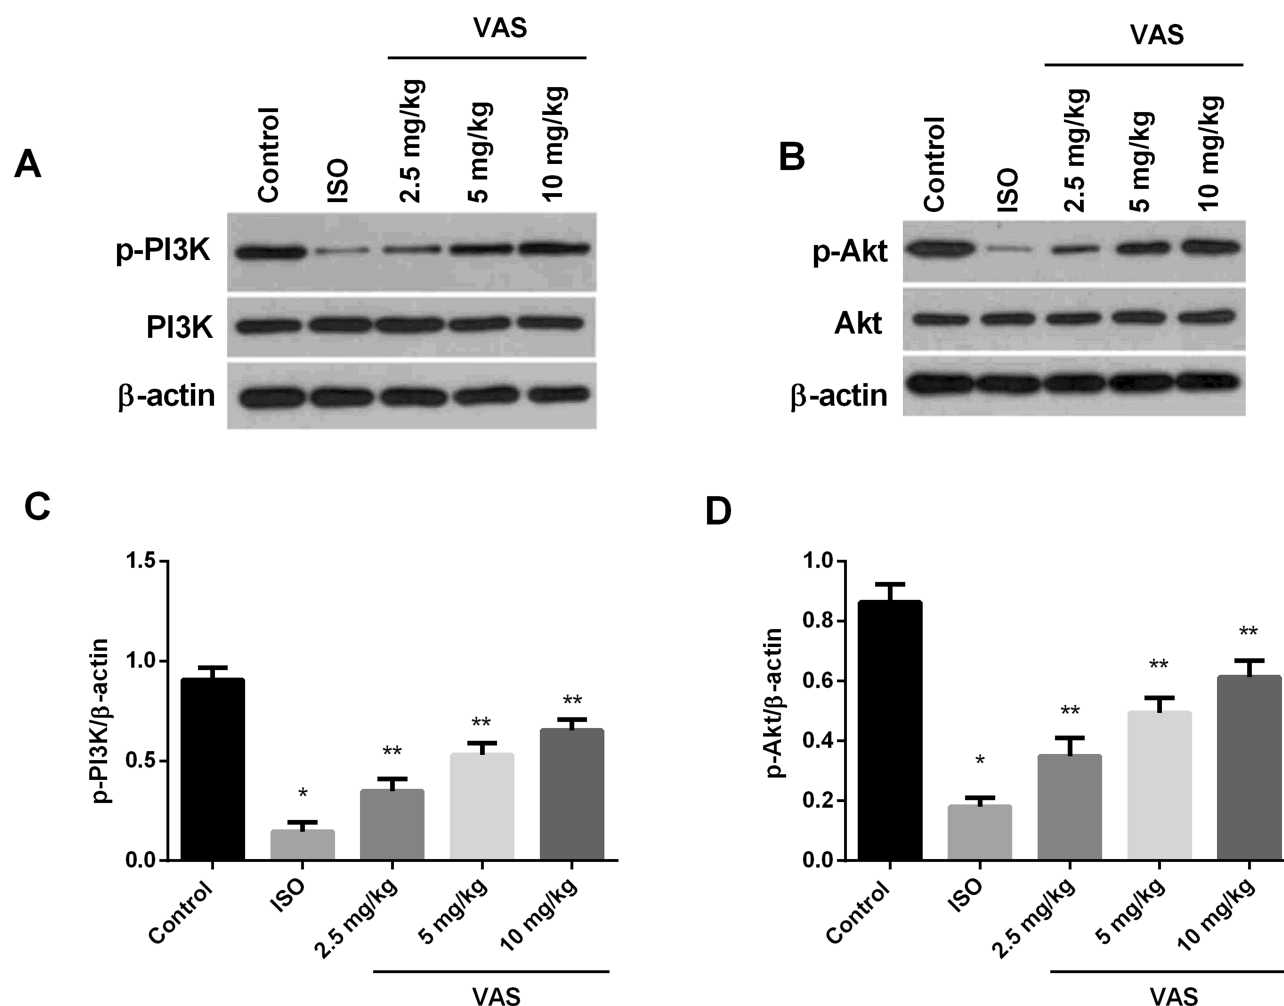 A
VAS
Control
ISO
2.5 mg/kg
5 mg/kg
10 mg/kg
p-PI3K
PI3K
β-actin
B
VAS
Control
ISO
2.5 mg/kg
5 mg/kg
10 mg/kg
p-Akt
Akt
β-actin
C
p-PI3K/β-actin
1.5
1.0
0.5
0.0
*
**
**
**
Control
ISO
2.5 mg/kg
5 mg/kg
10 mg/kg
VAS
D
p-Akt/β-actin
1.0
0.8
0.6
0.4
0.2
0.0
*
**
**
**
Control
ISO
2.5 mg/kg
5 mg/kg
10 mg/kg
VAS